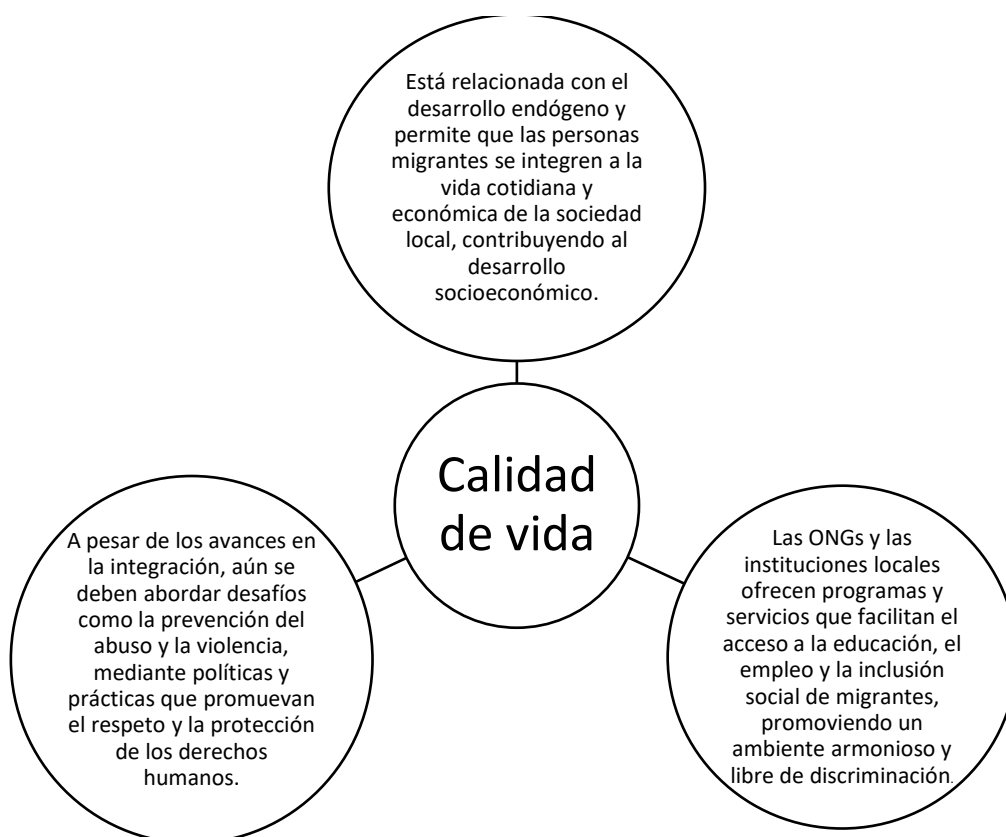 Está relacionada con el
desarrollo endógeno y
permite que las personas
migrantes se integren a la
vida cotidiana y
económica de la sociedad
local, contribuyendo al
desarrollo
socioeconómico.
Calidad
de vida
A pesar de los avances en
la integración, aún se
deben abordar desafíos
como la prevención del
abuso y la violencia,
mediante políticas y
prácticas que promuevan
el respeto y la protección
de los derechos
humanos.
Las ONGs y las
instituciones locales
ofrecen programas y
servicios que facilitan el
acceso a la educación, el
empleo y la inclusión
social de migrantes,
promoviendo un
ambiente armonioso y
libre de discriminación.